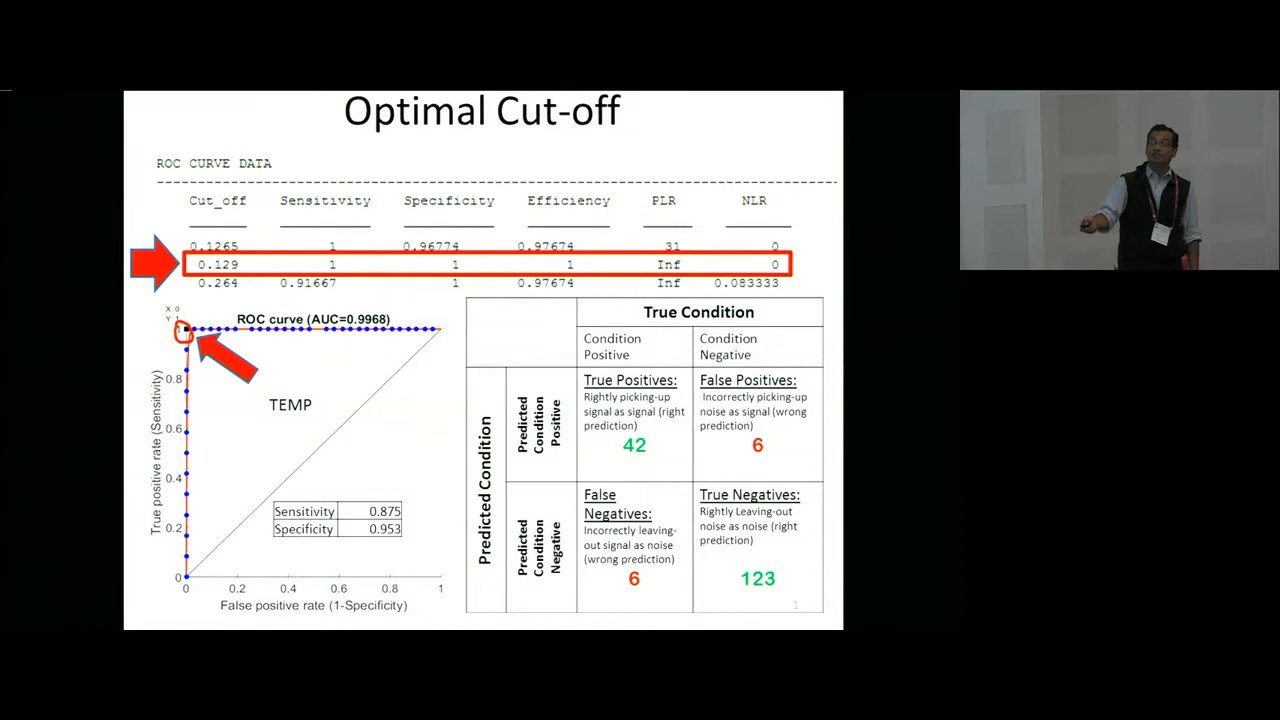 Optimal Cut-off
ROC CURVE DATA
Cut_off Sensitivity Specificity Efficiency PLR NLR
0.1265 1 0.96774 0.97674 31 0
0.129 1 1 1 Inf 0
0.264 0.91667 1 0.97674 Inf 0.083333
X 0
Y 1
ROC curve (AUC=0.9968)
1
0.8
0.6
0.4
0.2
0
True positive rate (Sensitivity)
TEMP
Sensitivity 0.875
Specificity 0.953
0 0.2 0.4 0.6 0.8 1
False positive rate (1-Specificity)
True Condition
Condition
Positive
Condition
Negative
Predicted Condition
Predicted
Condition
Positive
True Positives:
Rightly picking-up
signal as signal (right
prediction)
42
False Positives:
Incorrectly picking-up
noise as signal (wrong
prediction)
6
Predicted
Condition
Negative
False
Negatives:
Incorrectly leaving-
out signal as noise
(wrong prediction)
6
True Negatives:
Rightly Leaving-out
noise as noise (right
prediction)
123